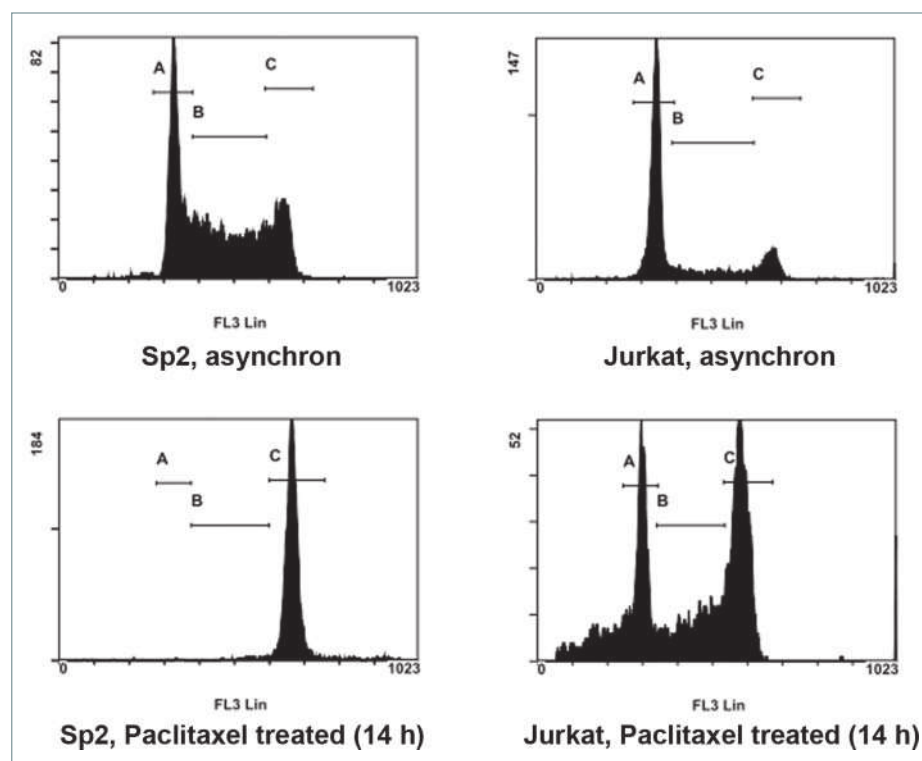 82
A
B
C
0
1023
FL3 Lin
Sp2, asynchron
147
A
B
C
0
1023
FL3 Lin
Jurkat, asynchron
184
A
B
C
0
1023
FL3 Lin
Sp2, Paclitaxel treated (14 h)
52
A
B
C
0
1023
FL3 Lin
Jurkat, Paclitaxel treated (14 h)